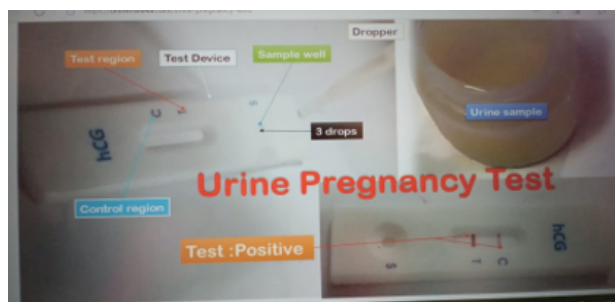 Dropper
Test region
Test Device
Sample well
C
T
S
Urine sample
3 drops
hCG
Urine Pregnancy Test
Control region
Test :Positive
hCG
S
T
C